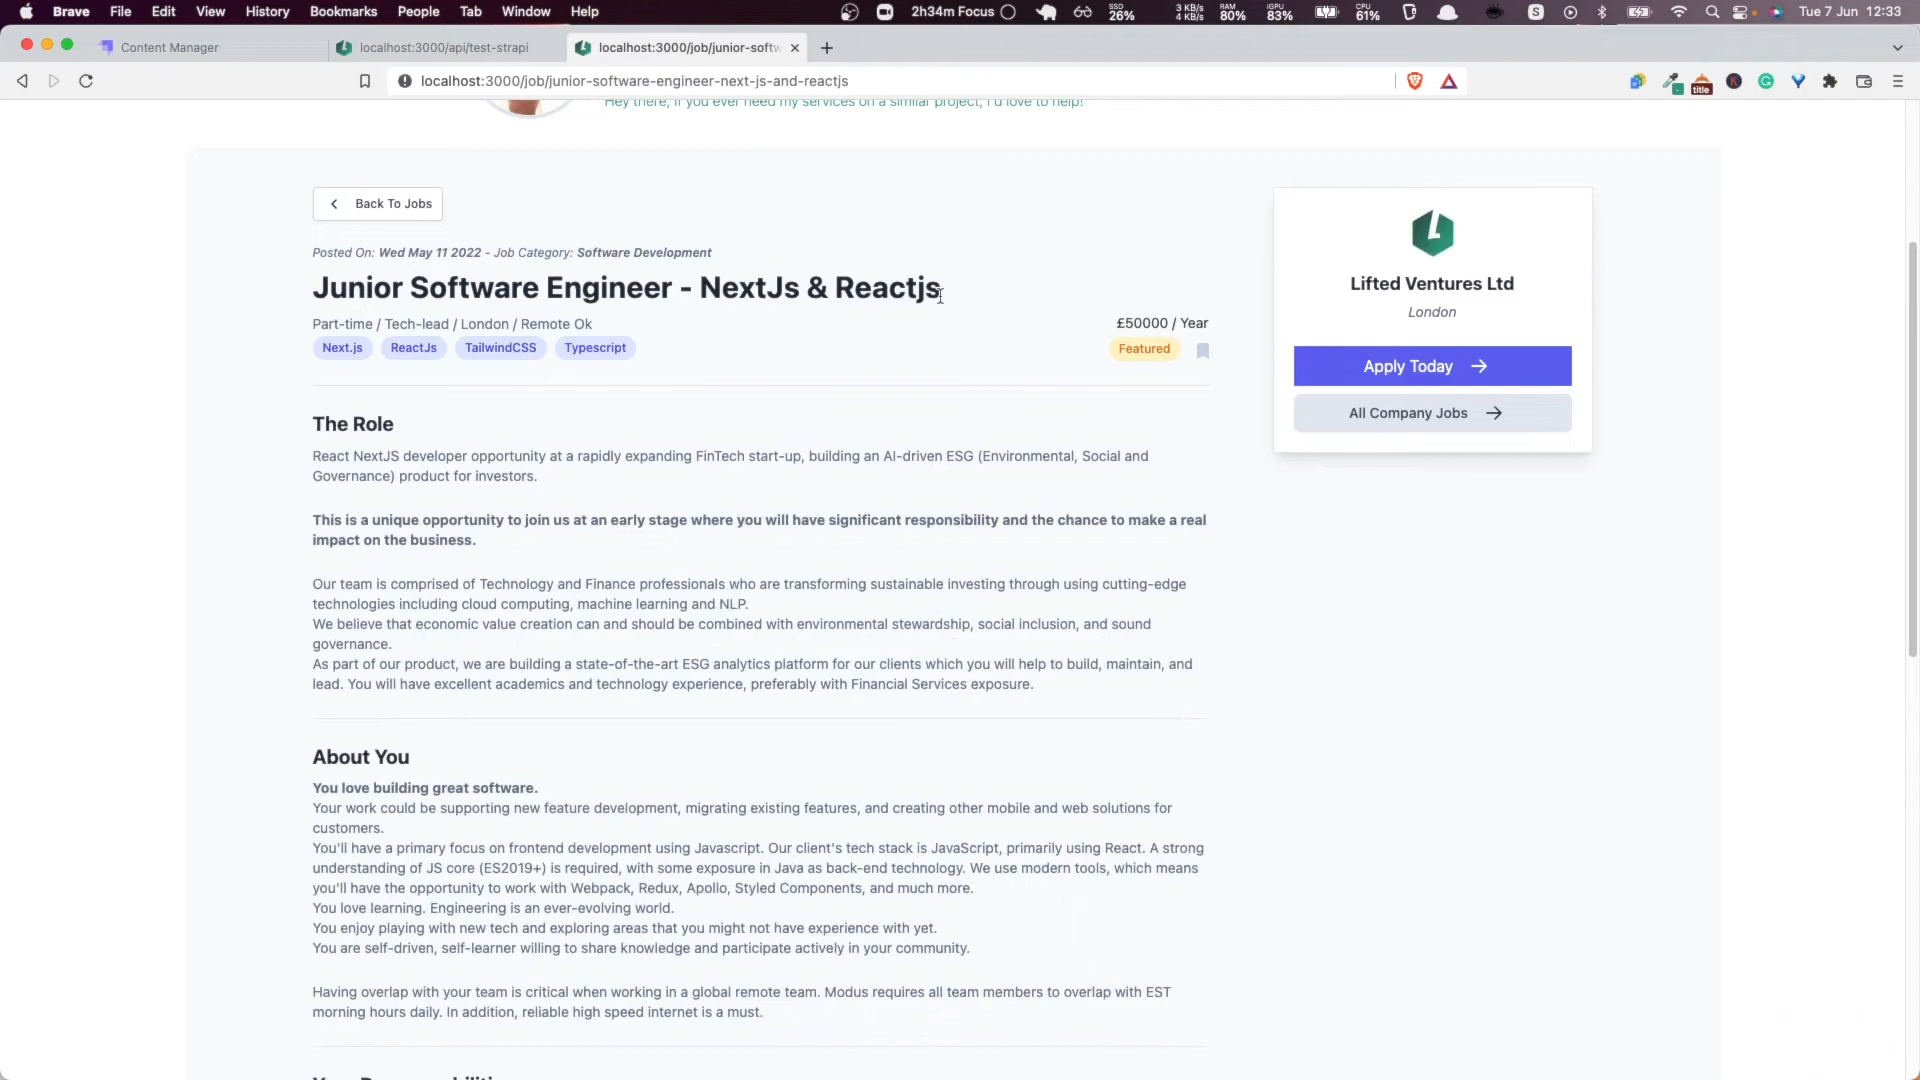 Brave File Edit View History Bookmarks People Tab Window Help 2h34m Focus SSD 26% 3 KB/s 4 KB/s RAM 80% IGPU 83% CPU 61% S Tue 7 Jun 12:33
Content Manager localhost:3000/api/test-strapi localhost:3000/job/junior-softw
localhost:3000/job/junior-software-engineer-next-js-and-reactjs title
Hey there, if you ever need my services on a similar project, I'd love to help!
Back To Jobs
Posted On: Wed May 11 2022 - Job Category: Software Development
Junior Software Engineer - NextJs & Reactjs
Part-time / Tech-lead / London / Remote Ok
£50000 / Year
Next.js ReactJs TailwindCSS Typescript
Featured
The Role
React NextJS developer opportunity at a rapidly expanding FinTech start-up, building an AI-driven ESG (Environmental, Social and
Governance) product for investors.
This is a unique opportunity to join us at an early stage where you will have significant responsibility and the chance to make a real
impact on the business.
Our team is comprised of Technology and Finance professionals who are transforming sustainable investing through using cutting-edge
technologies including cloud computing, machine learning and NLP.
We believe that economic value creation can and should be combined with environmental stewardship, social inclusion, and sound
governance.
As part of our product, we are building a state-of-the-art ESG analytics platform for our clients which you will help to build, maintain, and
lead. You will have excellent academics and technology experience, preferably with Financial Services exposure.
About You
You love building great software.
Your work could be supporting new feature development, migrating existing features, and creating other mobile and web solutions for
customers.
You'll have a primary focus on frontend development using Javascript. Our client's tech stack is JavaScript, primarily using React. A strong
understanding of JS core (ES2019+) is required, with some exposure in Java as back-end technology. We use modern tools, which means
you'll have the opportunity to work with Webpack, Redux, Apollo, Styled Components, and much more.
You love learning. Engineering is an ever-evolving world.
You enjoy playing with new tech and exploring areas that you might not have experience with yet.
You are self-driven, self-learner willing to share knowledge and participate actively in your community.
Having overlap with your team is critical when working in a global remote team. Modus requires all team members to overlap with EST
morning hours daily. In addition, reliable high speed internet is a must.
Lifted Ventures Ltd
London
Apply Today
All Company Jobs